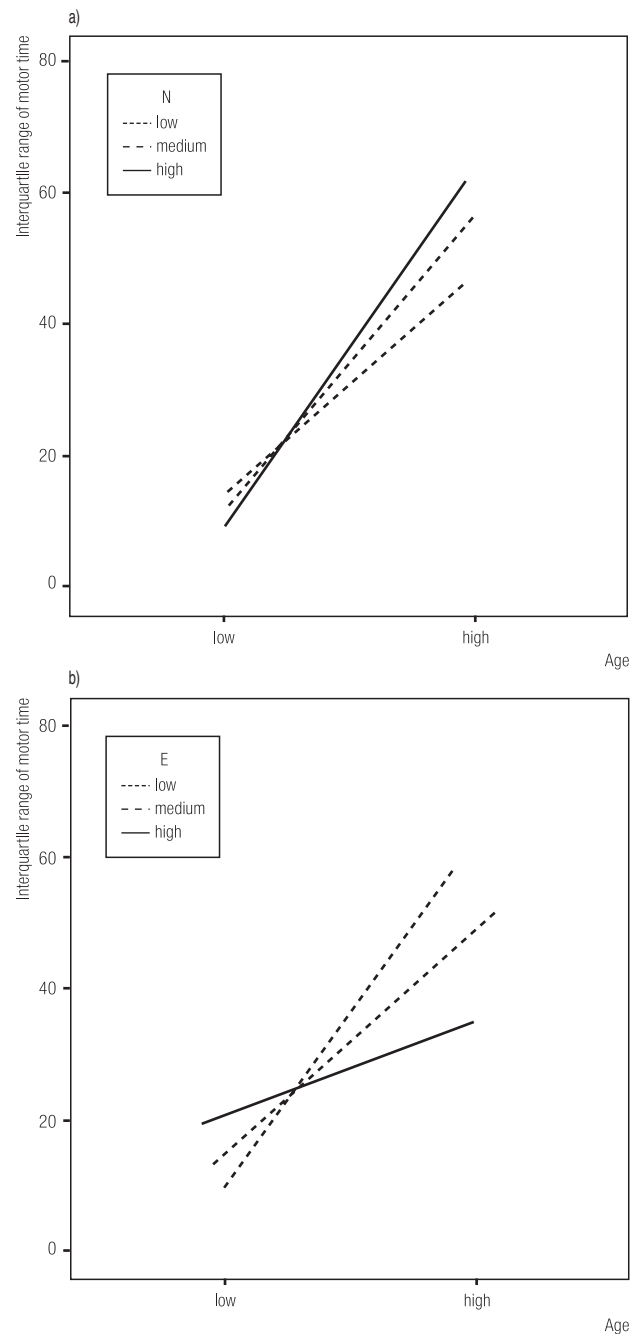 a)
Interquartile range of motor time
80
60
40
20
0
N
low
medium
high
low
high
Age
b)
Interquartile range of motor time
80
60
40
20
0
E
low
medium
high
low
high
Age